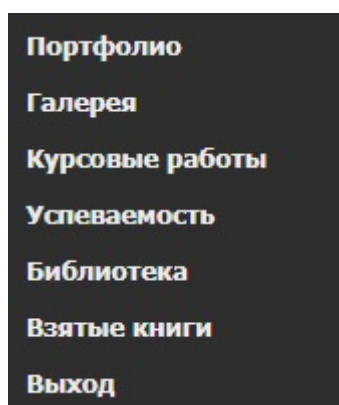 Портфолио
Галерея
Курсовые работы
Успеваемость
Библиотека
Взятые книги
Выход